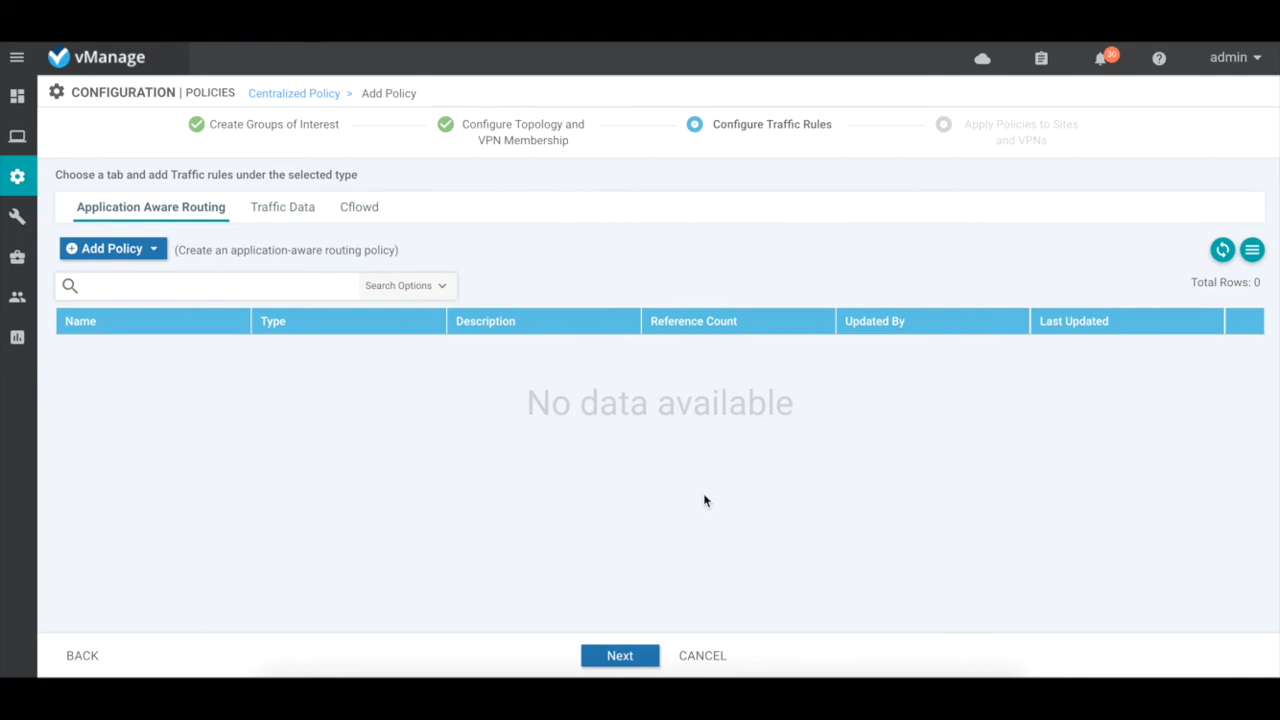 vManage
30
admin
CONFIGURATION | POLICIES Centralized Policy > Add Policy
Create Groups of Interest
Configure Topology and
VPN Membership
Configure Traffic Rules
Apply Policies to Sites
and VPNs
Choose a tab and add Traffic rules under the selected type
Application Aware Routing Traffic Data Cflowd
Add Policy (Create an application-aware routing policy)
Search Options
Total Rows: 0
Name Type Description Reference Count Updated By Last Updated
No data available
BACK Next CANCEL